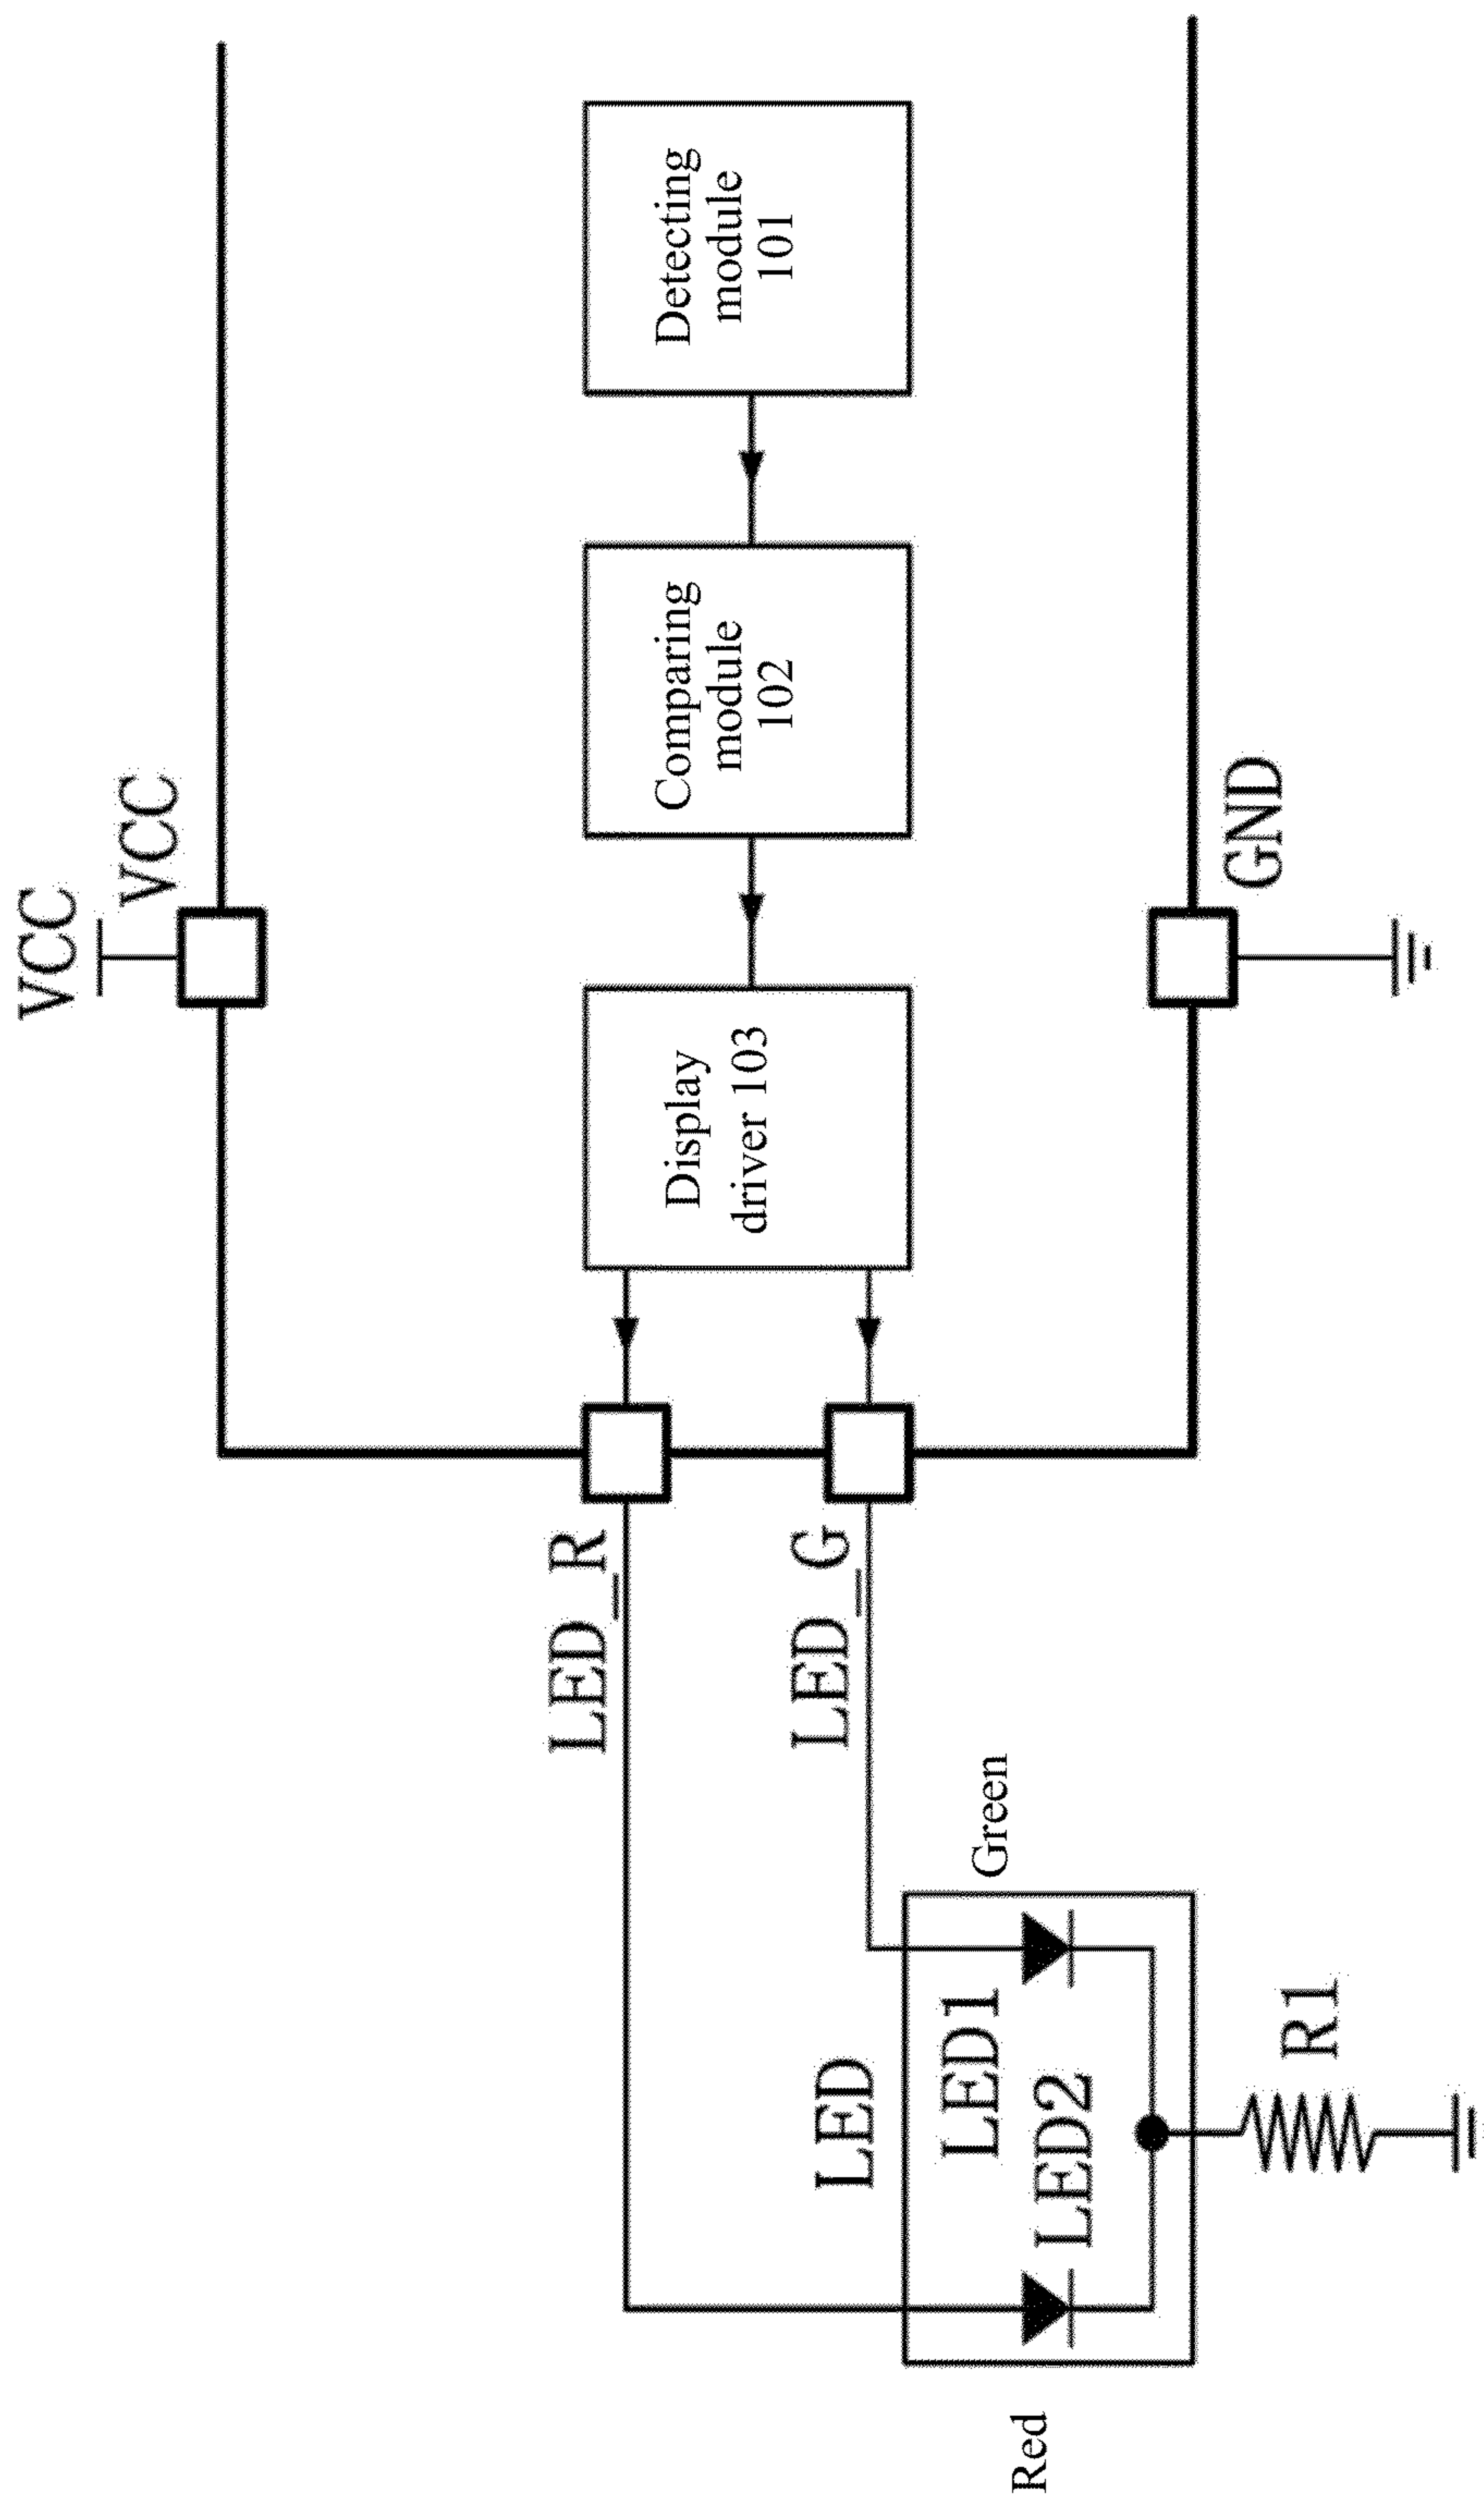 VCC
VCC
Detecting
module
101
Comparing
module
102
Display
driver 103
LED_R
LED_G
GND
Green
LED
LED1
LED2
Red
R1